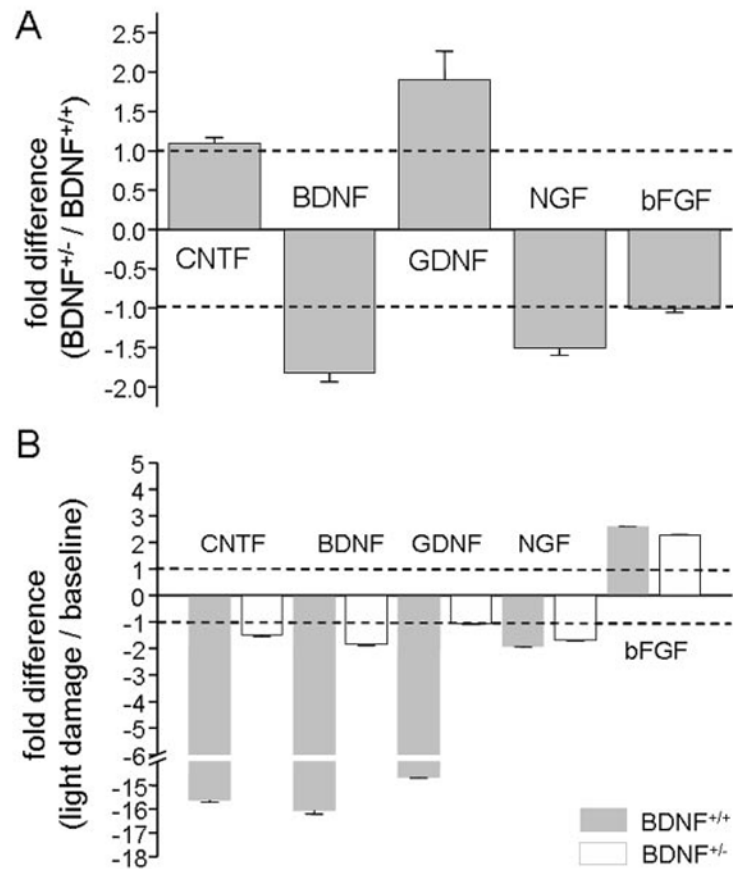 A
fold difference
(BDNF+/- / BDNF+/+)
2.5
2.0
1.5
1.0
0.5
0.0
-0.5
-1.0
-1.5
-2.0
BDNF NGF bFGF
CNTF GDNF
B
fold difference
(light damage / baseline)
5
4
3
2
1
0
-1
-2
-3
-4
-5
-6
-15
-16
-17
-18
CNTF BDNF GDNF NGF
bFGF
BDNF+/+
BDNF+/-